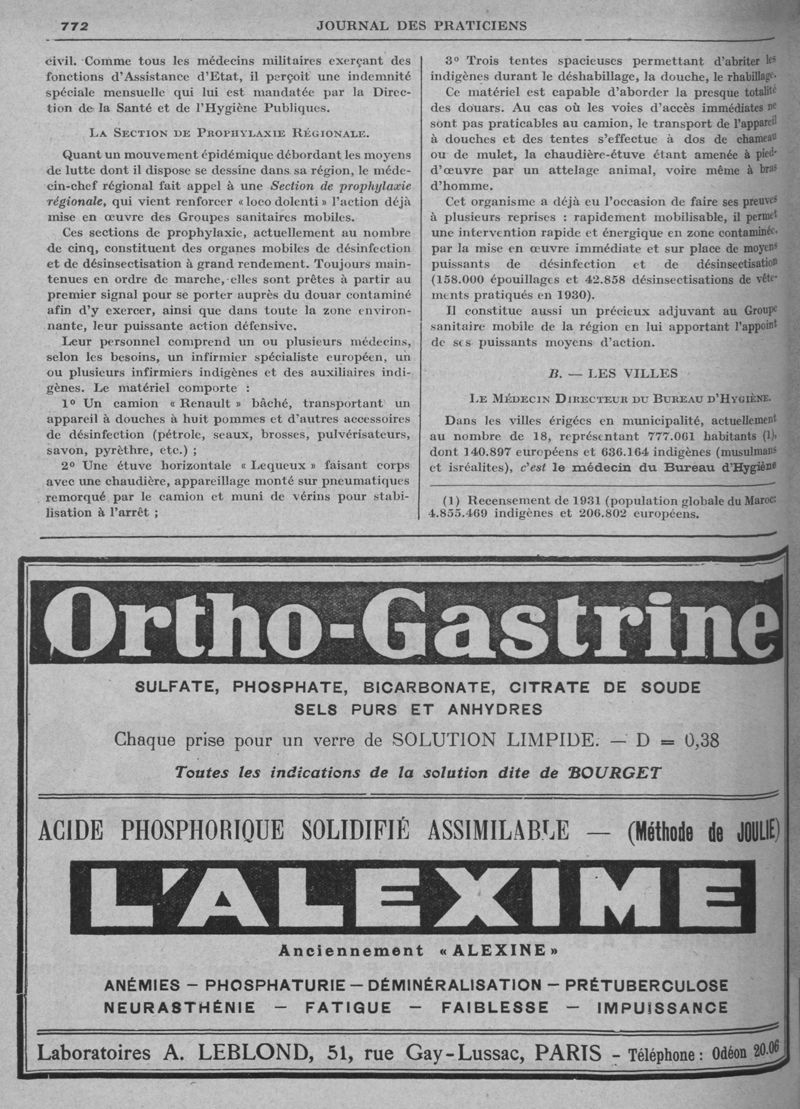 772
JOURNAL DES PRATICIENS
civil. Comme tous les médecins militaires exerçant des
fonctions d'Assistance d'Etat, il perçoit une indemnité
spéciale mensuelle qui lui est mandatée par la Direc-
tion de la Santé et de l'Hygiène Publiques.
LA SECTION DE PROPHYLAXIE RÉGIONALE.
Quant un mouvement épidémique débordant les moyens
de lutte dont il dispose se dessine dans sa région, le méde-
cin-chef régional fait appel à une Section de prophylaxie
régionale, qui vient renforcer « loco dolenti » l'action déjà
mise en œuvre des Groupes sanitaires mobiles.
Ces sections de prophylaxie, actuellement au nombre
de cinq, constituent des organes mobiles de désinfection
et de désinsectisation à grand rendement. Toujours main-
tenues en ordre de marche, elles sont prêtes à partir au
premier signal pour se porter auprès du douar contaminé
afin d'y exercer, ainsi que dans toute la zone environ-
nante, leur puissante action défensive.
Leur personnel comprend un ou plusieurs médecins,
selon les besoins, un infirmier spécialiste européen, un
ou plusieurs infirmiers indigènes et des auxiliaires indi-
gènes. Le matériel comporte :
1º Un camion « Renault » bâché, transportant un
appareil à douches à huit pommes et d'autres accessoires
de désinfection (pétrole, seaux, brosses, pulvérisateurs,
savon, pyrèthre, etc.) ;
2º Une étuve horizontale « Lequeux » faisant corps
avec une chaudière, appareillage monté sur pneumatiques
remorqué par le camion et muni de vérins pour stabi-
lisation à l'arrêt ;
3º Trois tentes spacieuses permettant d'abriter les
indigènes durant le déshabillage, la douche, le rhabillage.
Ce matériel est capable d'aborder la presque totalité
des douars. Au cas où les voies d'accès immédiates ne
sont pas praticables au camion, le transport de l'appareil
à douches et des tentes s'effectue à dos de chameau
ou de mulet, la chaudière-étuve étant amenée à pied-
d'œuvre par un attelage animal, voire même à bras
d'homme.
Cet organisme a déjà eu l'occasion de faire ses preuves
à plusieurs reprises : rapidement mobilisable, il permet
une intervention rapide et énergique en zone contaminée,
par la mise en œuvre immédiate et sur place de moyens
puissants de désinfection et de désinsectisation
(158.000 épouillages et 42.858 désinsectisations de vête-
ments pratiqués en 1930).
Il constitue aussi un précieux adjuvant au Groupe
sanitaire mobile de la région en lui apportant l'appoint
de ses puissants moyens d'action.
B. — LES VILLES
LE MÉDECIN DIRECTEUR DU BUREAU D'HYGIÈNE.
Dans les villes érigées en municipalité, actuellement
au nombre de 18, représentant 777.061 habitants (1),
dont 140.897 européens et 636.164 indigènes (musulmans
et isréalites), c'est le médecin du Bureau d'Hygiène
(1) Recensement de 1931 (population globale du Maroc:
4.855.469 indigènes et 206.802 européens.
Ortho-Gastrine
SULFATE, PHOSPHATE, BICARBONATE, CITRATE DE SOUDE
SELS PURS ET ANHYDRES
Chaque prise pour un verre de SOLUTION LIMPIDE. — D = 0,38
Toutes les indications de la solution dite de BOURGET
ACIDE PHOSPHORIQUE SOLIDIFIÉ ASSIMILABLE — (Méthode de JOULIE)
L'ALEXIME
Anciennement « ALEXINE »
ANÉMIES — PHOSPHATURIE — DÉMINÉRALISATION — PRÉTUBERCULOSE
NEURASTHÉNIE — FATIGUE — FAIBLESSE — IMPUISSANCE
Laboratoires A. LEBLOND, 51, rue Gay-Lussac, PARIS - Téléphone : Odéon 20.06